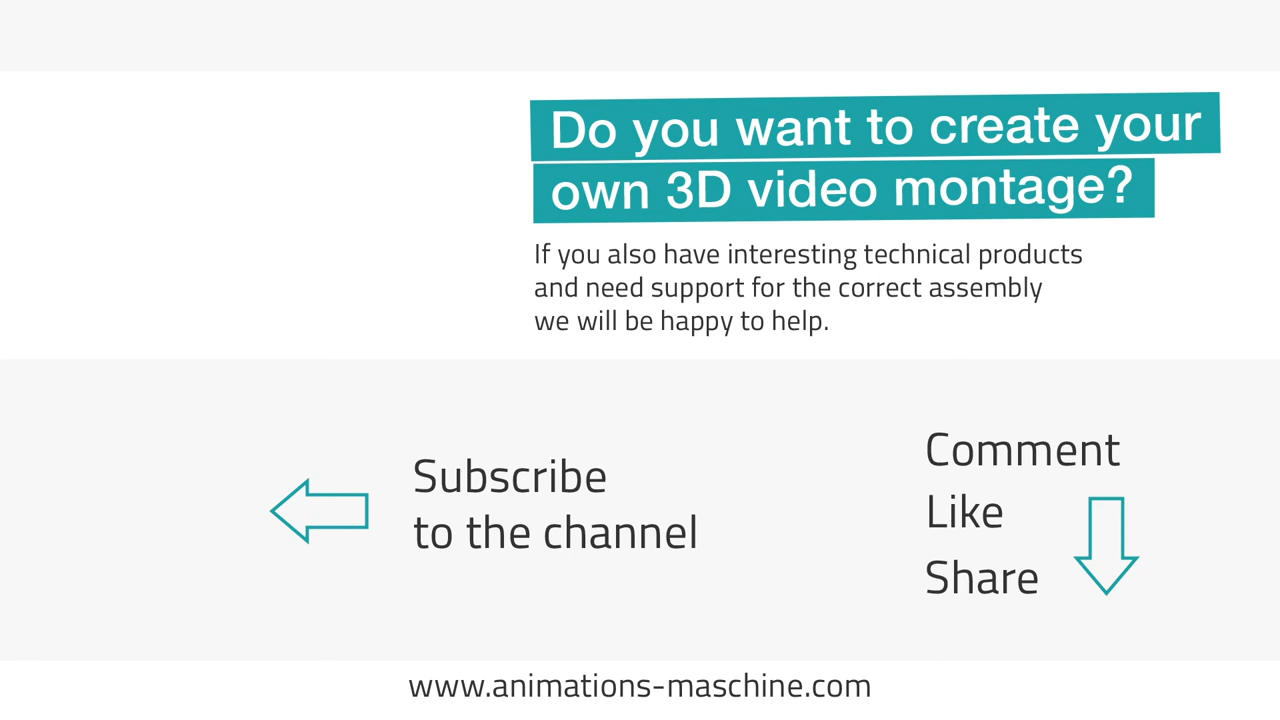 Do you want to create your
own 3D video montage?
If you also have interesting technical products
and need support for the correct assembly
we will be happy to help.
Subscribe
to the channel
Comment
Like
Share
www.animations-maschine.com